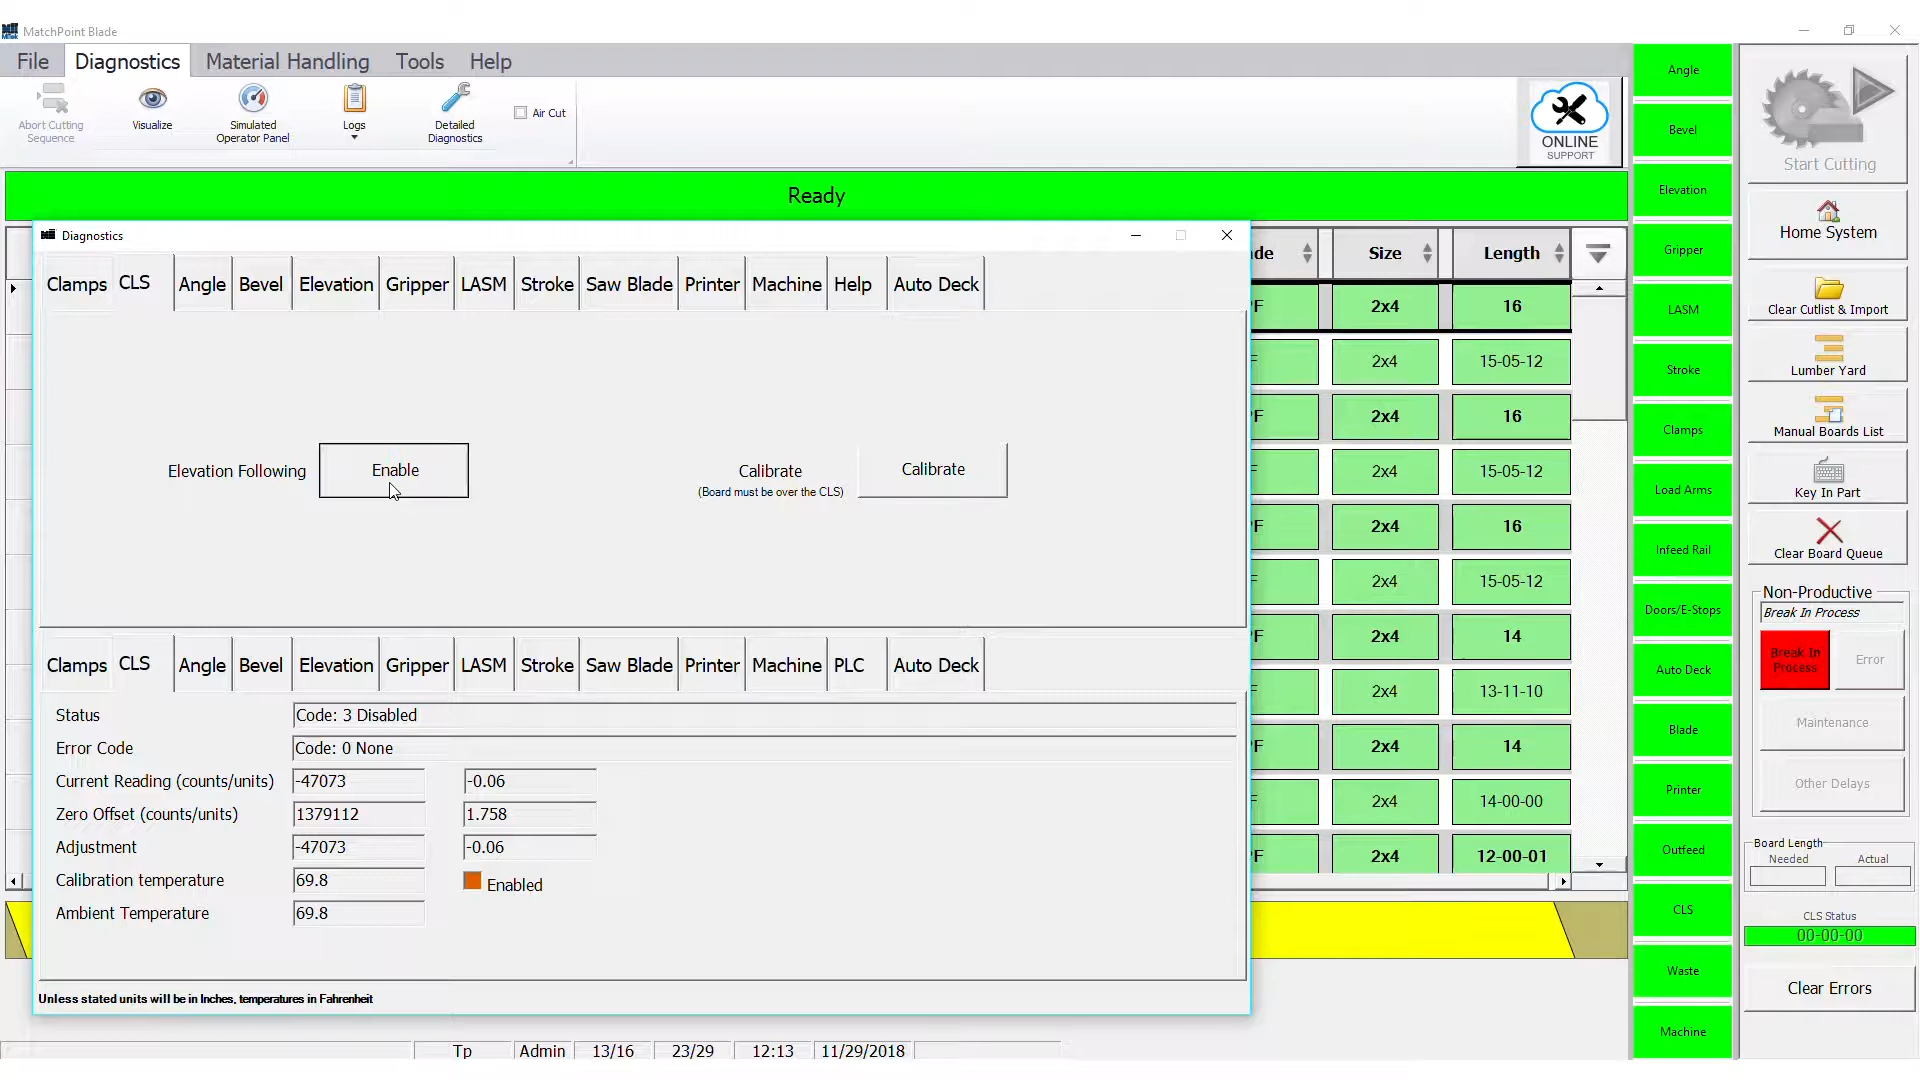 MatchPoint Blade
File
Diagnostics
Material Handling
Tools
Help
Abort Cutting
Sequence
Visualize
Simulated
Operator Panel
Logs
Detailed
Diagnostics
Air Cut
ONLINE
SUPPORT
Ready
Diagnostics
Clamps
CLS
Angle
Bevel
Elevation
Gripper
LASM
Stroke
Saw Blade
Printer
Machine
Help
Auto Deck
Elevation Following
Enable
Calibrate
(Board must be over the CLS)
Calibrate
Clamps
CLS
Angle
Bevel
Elevation
Gripper
LASM
Stroke
Saw Blade
Printer
Machine
PLC
Auto Deck
Status
Code: 3 Disabled
Error Code
Code: 0 None
Current Reading (counts/units)
-47073
-0.06
Zero Offset (counts/units)
1379112
1.758
Adjustment
-47073
-0.06
Calibration temperature
69.8
Enabled
Ambient Temperature
69.8
Unless stated units will be in Inches, temperatures in Fahrenheit
de
Size
Length
F
2x4
16
F
2x4
15-05-12
F
2x4
16
F
2x4
15-05-12
F
2x4
16
F
2x4
15-05-12
F
2x4
14
F
2x4
13-11-10
F
2x4
14
F
2x4
14-00-00
F
2x4
12-00-01
Angle
Bevel
Elevation
Gripper
LASM
Stroke
Clamps
Load Arms
Infeed Rail
Doors/E-Stops
Auto Deck
Blade
Printer
Outfeed
CLS
Waste
Machine
Start Cutting
Home System
Clear Cutlist & Import
Lumber Yard
Manual Boards List
Key In Part
Clear Board Queue
Non-Productive
Break In Process
Break In
Process
Error
Maintenance
Other Delays
Board Length
Needed
Actual
CLS Status
00-00-00
Clear Errors
Tp
Admin
13/16
23/29
12:13
11/29/2018